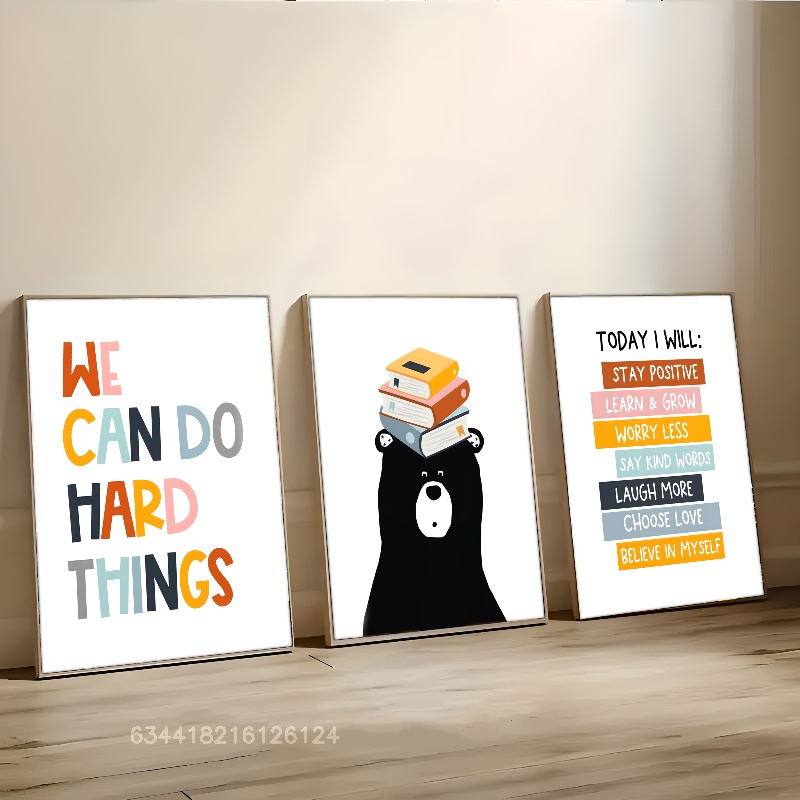 WE
CAN DO
HARD
THINGS
TODAY I WILL:
STAY POSITIVE
LEARN & GROW
WORRY LESS
SAY KIND WORDS
LAUGH MORE
CHOOSE LOVE
BELIEVE IN MYSELF
634418216126124